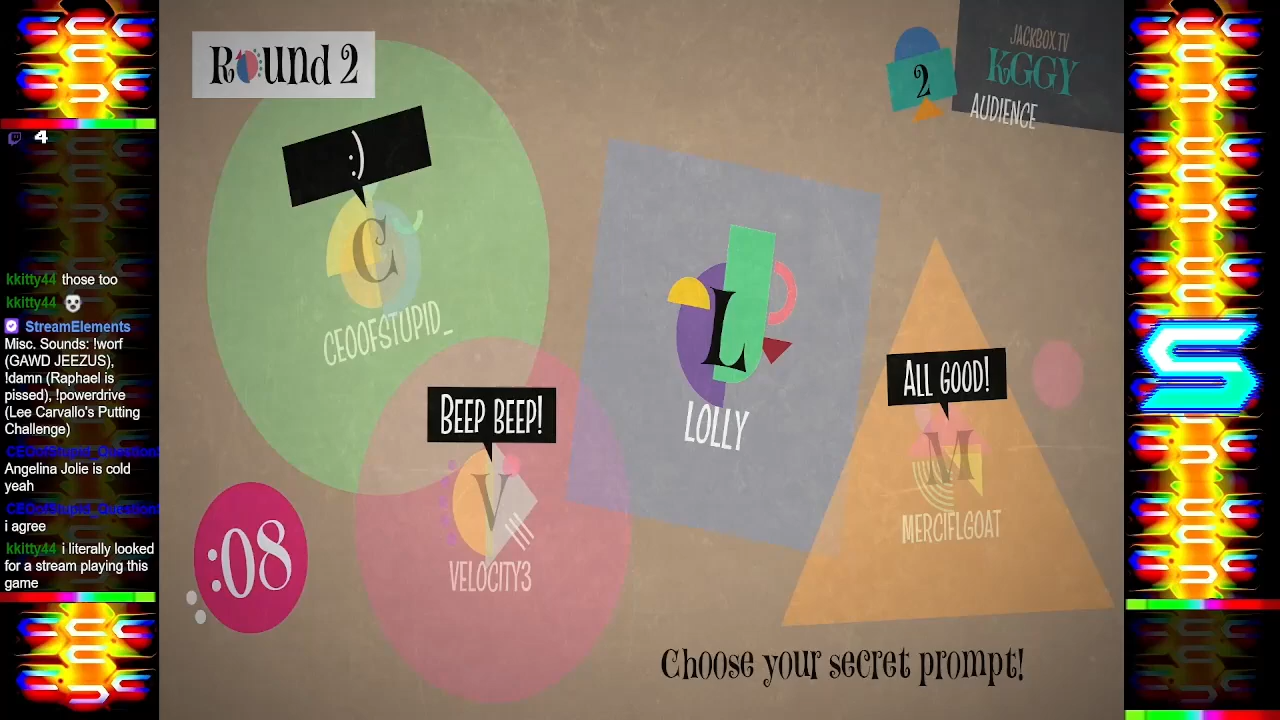 Round 2
4
kkitty44 those too
kkitty44
StreamElements
Misc. Sounds: !worf
(GAWD JEEZUS),
!damn (Raphael is
pissed), !powerdrive
(Lee Carvallo's Putting
Challenge)
CEOofStupid_Question
Angelina Jolie is cold
yeah
CEOofStupid_Question
i agree
kkitty44 i literally looked
for a stream playing this
game
:)
C
CEOOFSTUPID_
BEEP BEEP!
V
VELOCITY3
L
LOLLY
ALL GOOD!
M
MERCIFLGOAT
2
JACKBOX.TV
KGGY
AUDIENCE
:08
Choose your secret prompt!
S